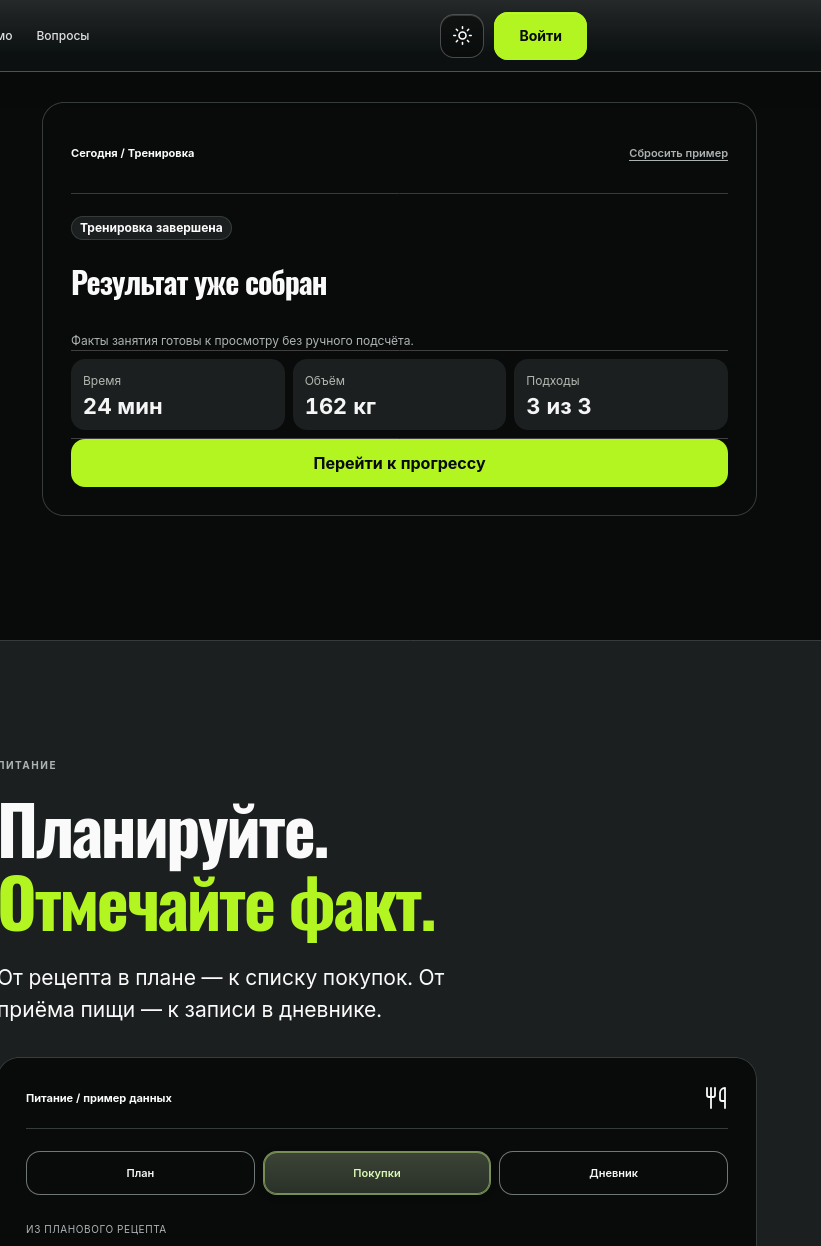 Вопросы
Войти
Сегодня / Тренировка
Сбросить пример
Тренировка завершена
Результат уже собран
Факты занятия готовы к просмотру без ручного подсчёта.
Время
24 мин
Объём
162 кг
Подходы
3 из 3
Перейти к прогрессу
ПИТАНИЕ
Планируйте.
Отмечайте факт.
От рецепта в плане — к списку покупок. От
приёма пищи — к записи в дневнике.
Питание / пример данных
План
Покупки
Дневник
ИЗ ПЛАНОВОГО РЕЦЕПТА